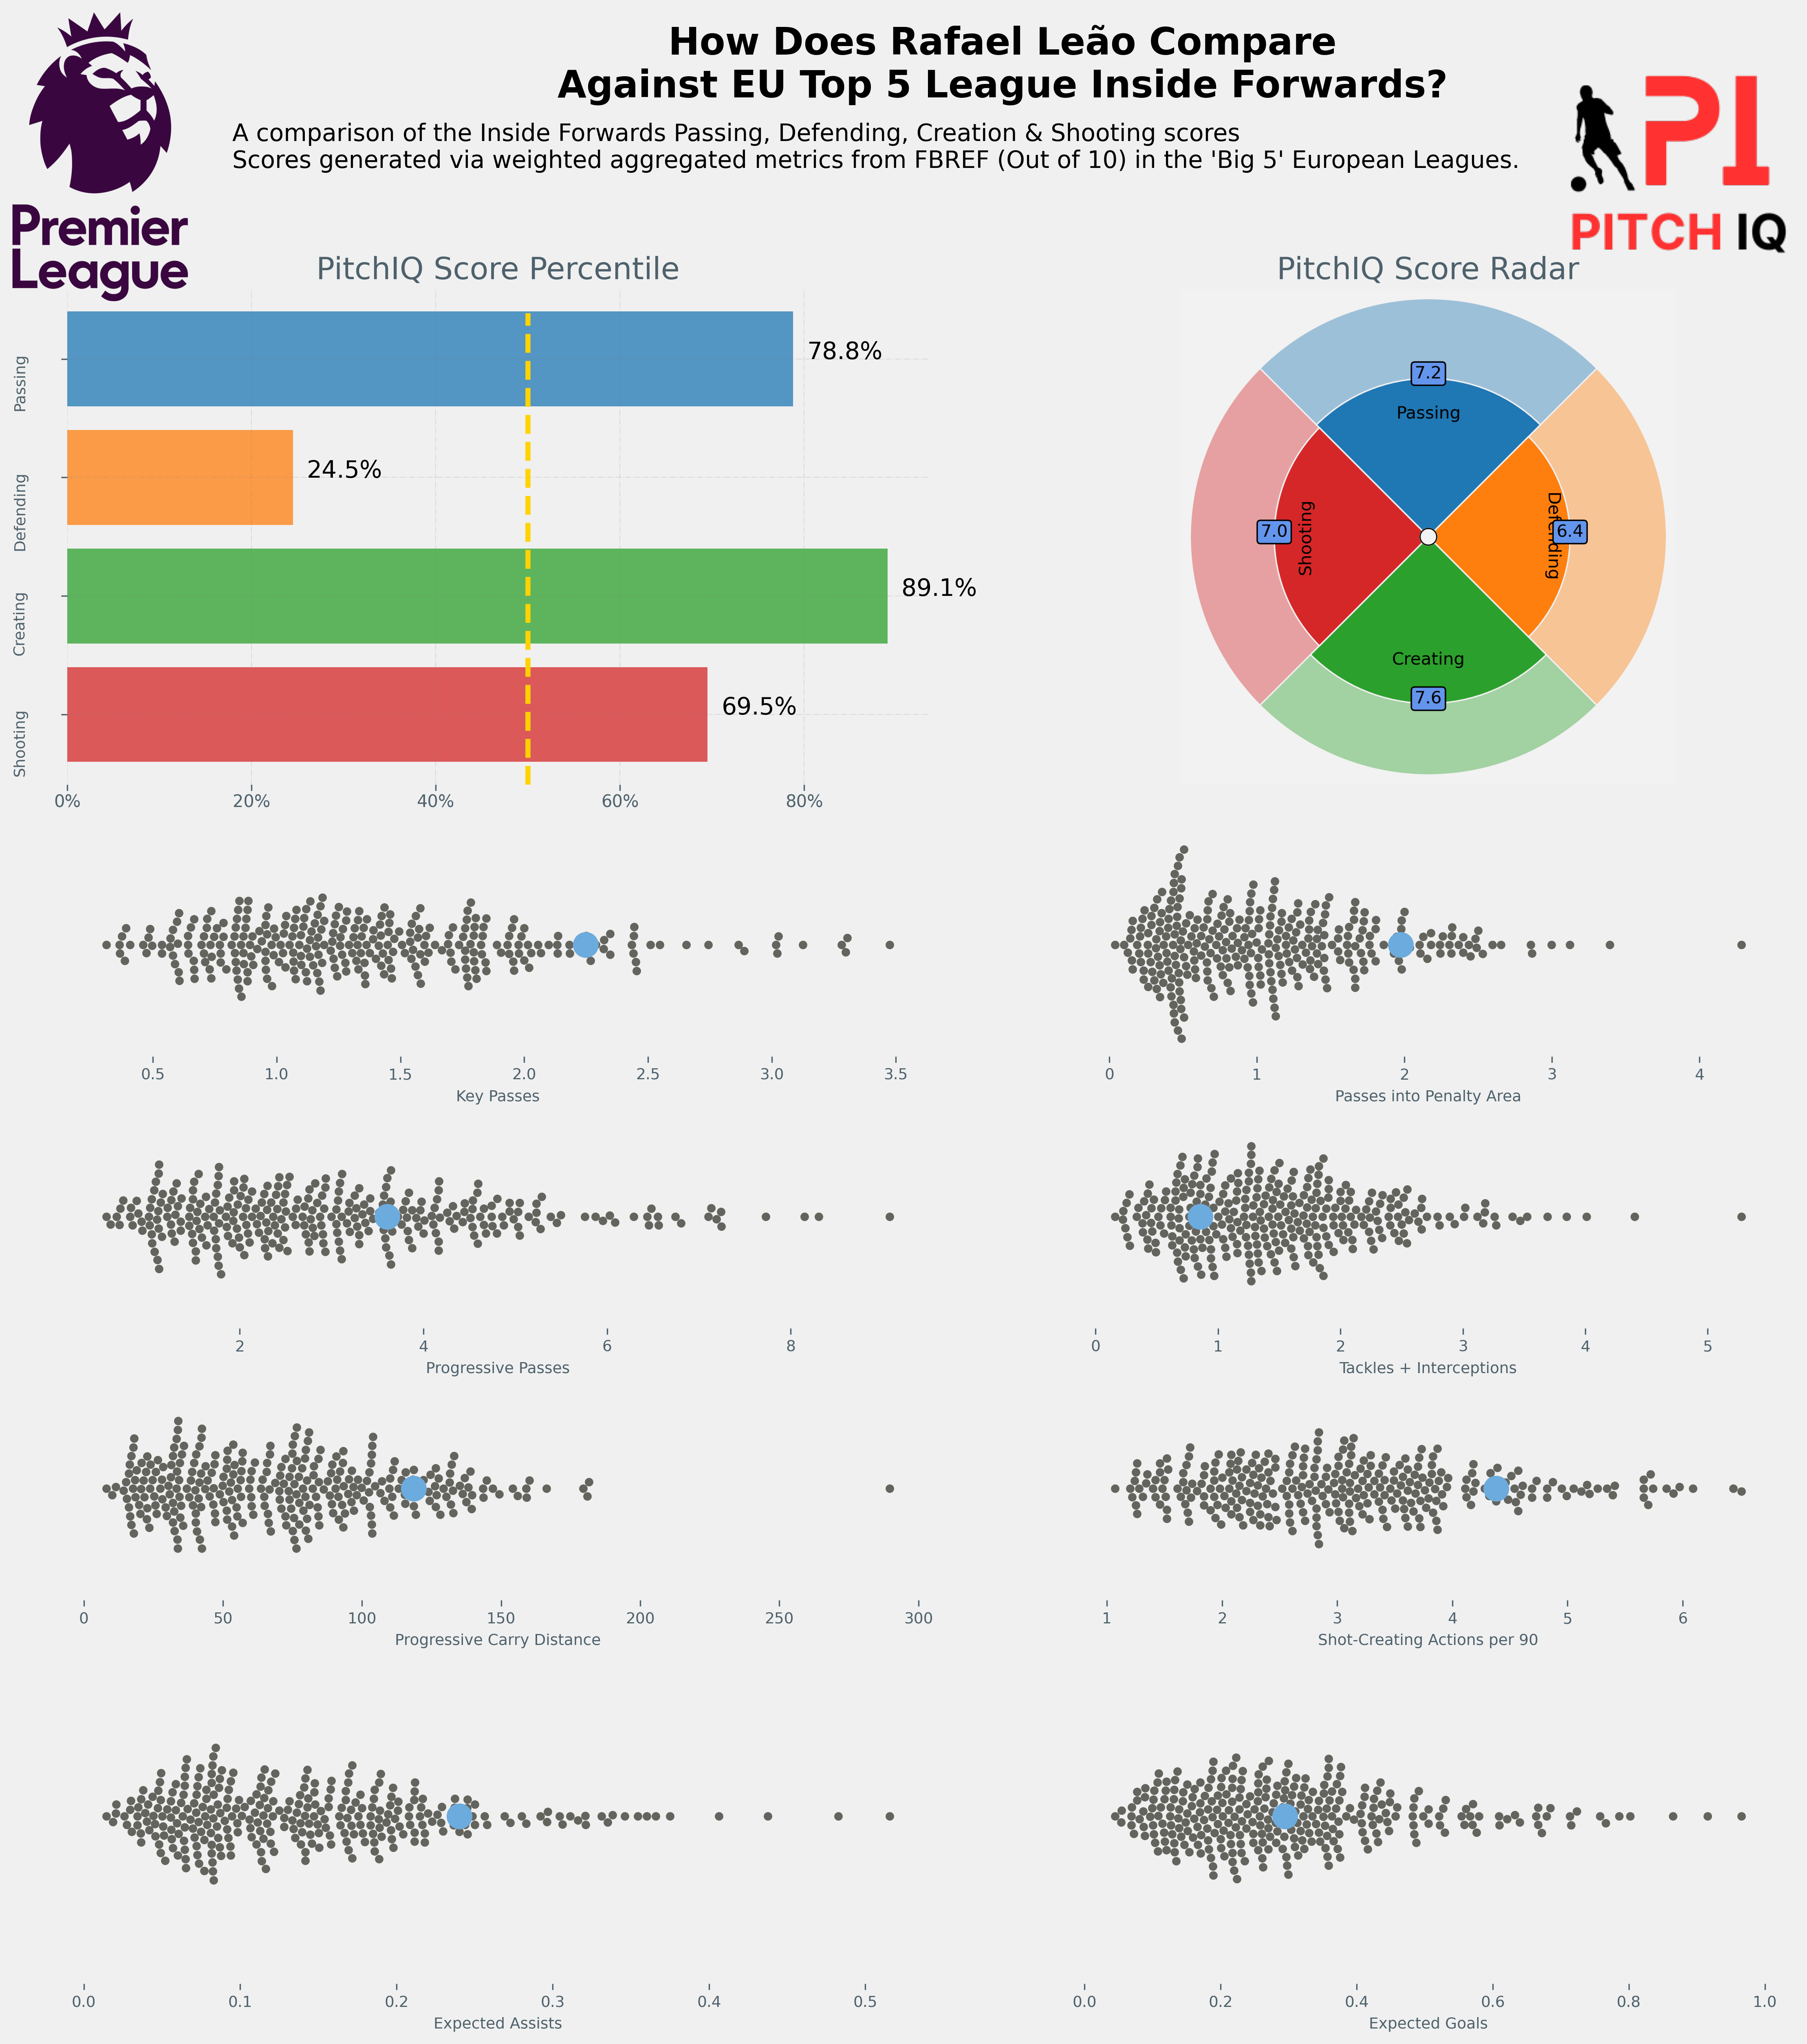 How Does Rafael Leão Compare
Against EU Top 5 League Inside Forwards?
A comparison of the Inside Forwards Passing, Defending, Creation & Shooting scores
Scores generated via weighted aggregated metrics from FBREF (Out of 10) in the 'Big 5' European Leagues.
Premier
League
PI
PITCH IQ
PitchIQ Score Percentile
Passing
78.8%
Defending
24.5%
Creating
89.1%
Shooting
69.5%
0% 20% 40% 60% 80%
PitchIQ Score Radar
7.2
Passing
7.0
Shooting
Defending
6.4
Creating
7.6
0.5 1.0 1.5 2.0 2.5 3.0 3.5
Key Passes
0 1 2 3 4
Passes into Penalty Area
2 4 6 8
Progressive Passes
0 1 2 3 4 5
Tackles + Interceptions
0 50 100 150 200 250 300
Progressive Carry Distance
1 2 3 4 5 6
Shot-Creating Actions per 90
0.0 0.1 0.2 0.3 0.4 0.5
Expected Assists
0.0 0.2 0.4 0.6 0.8 1.0
Expected Goals